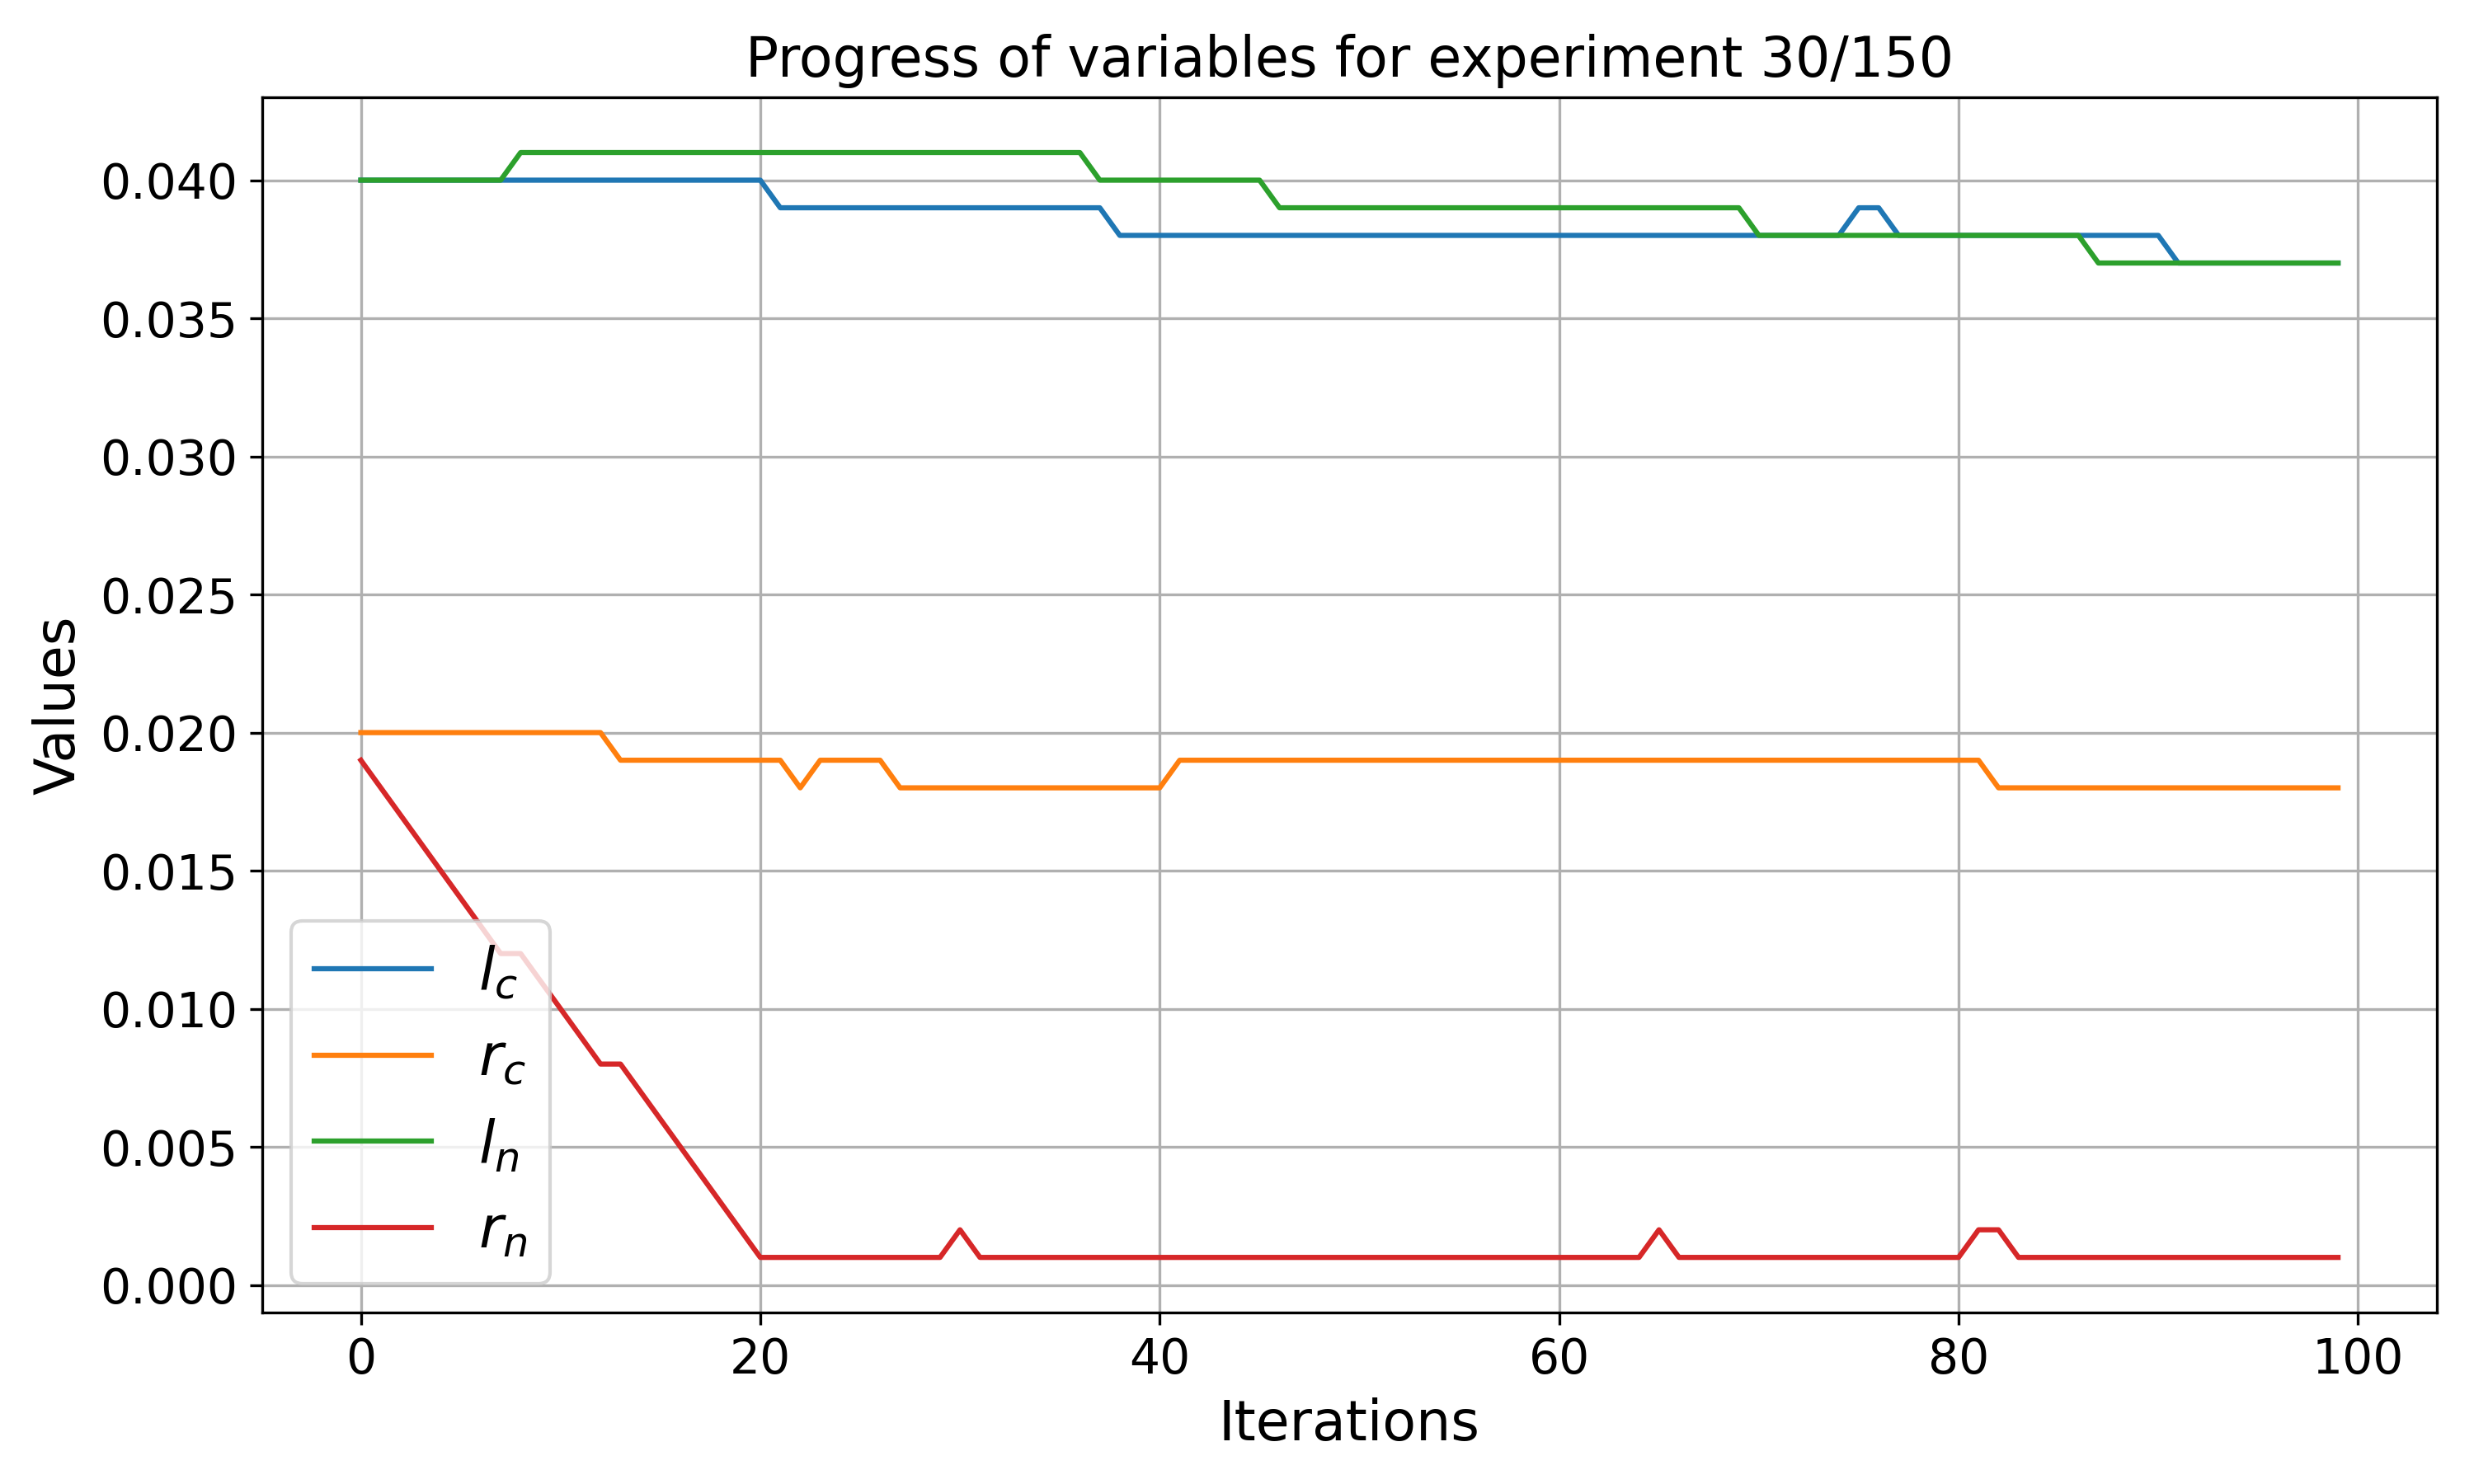 Progress of variables for experiment 30/150
Values
0.040
0.035
0.030
0.025
0.020
0.015
0.010
0.005
0.000
l_c
r_c
l_n
r_n
0 20 40 60 80 100
Iterations